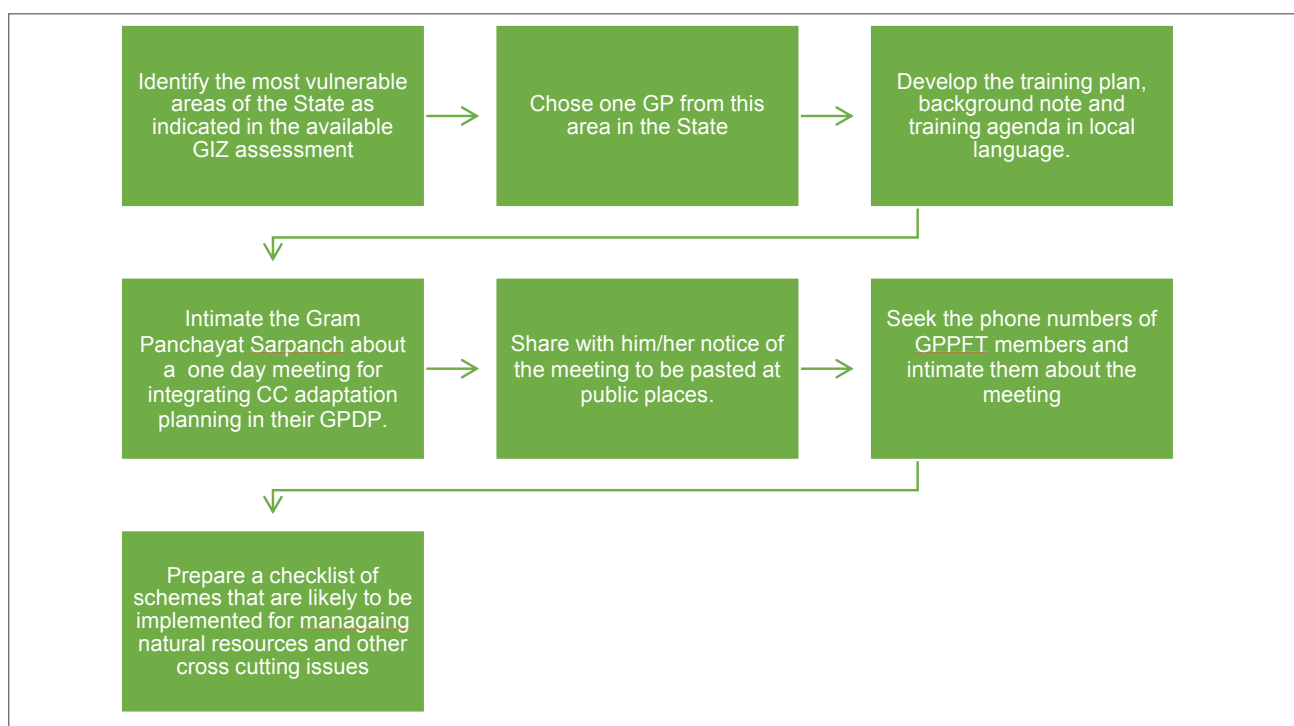 Identify the most vulnerable
areas of the State as
indicated in the available
GIZ assessment
Chose one GP from this
area in the State
Develop the training plan,
background note and
training agenda in local
language.
Intimate the Gram
Panchayat Sarpanch about
a one day meeting for
integrating CC adaptation
planning in their GPDP.
Share with him/her notice of
the meeting to be pasted at
public places.
Seek the phone numbers of
GPPFT members and
intimate them about the
meeting
Prepare a checklist of
schemes that are likely to be
implemented for managaing
natural resources and other
cross cutting issues